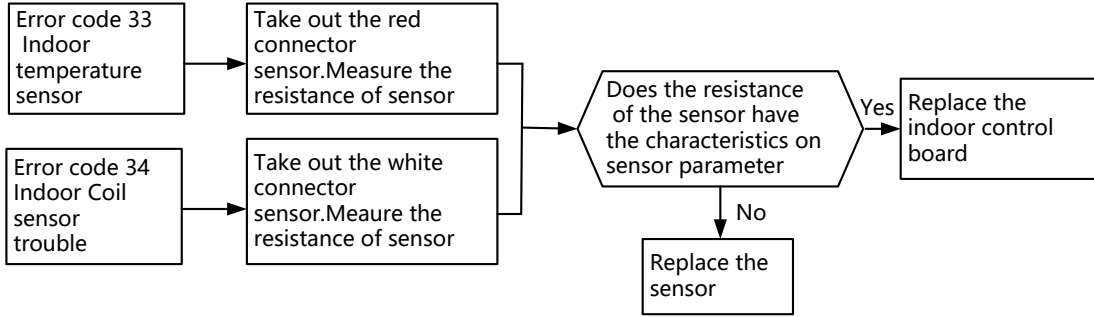 Error code 33
Indoor
temperature
sensor
Take out the red
connector
sensor.Measure the
resistance of sensor
Error code 34
Indoor Coil
sensor
trouble
Take out the white
connector
sensor.Meaure the
resistance of sensor
Does the resistance
of the sensor have
the characteristics on
sensor parameter
Yes
Replace the
indoor control
board
No
Replace the
sensor